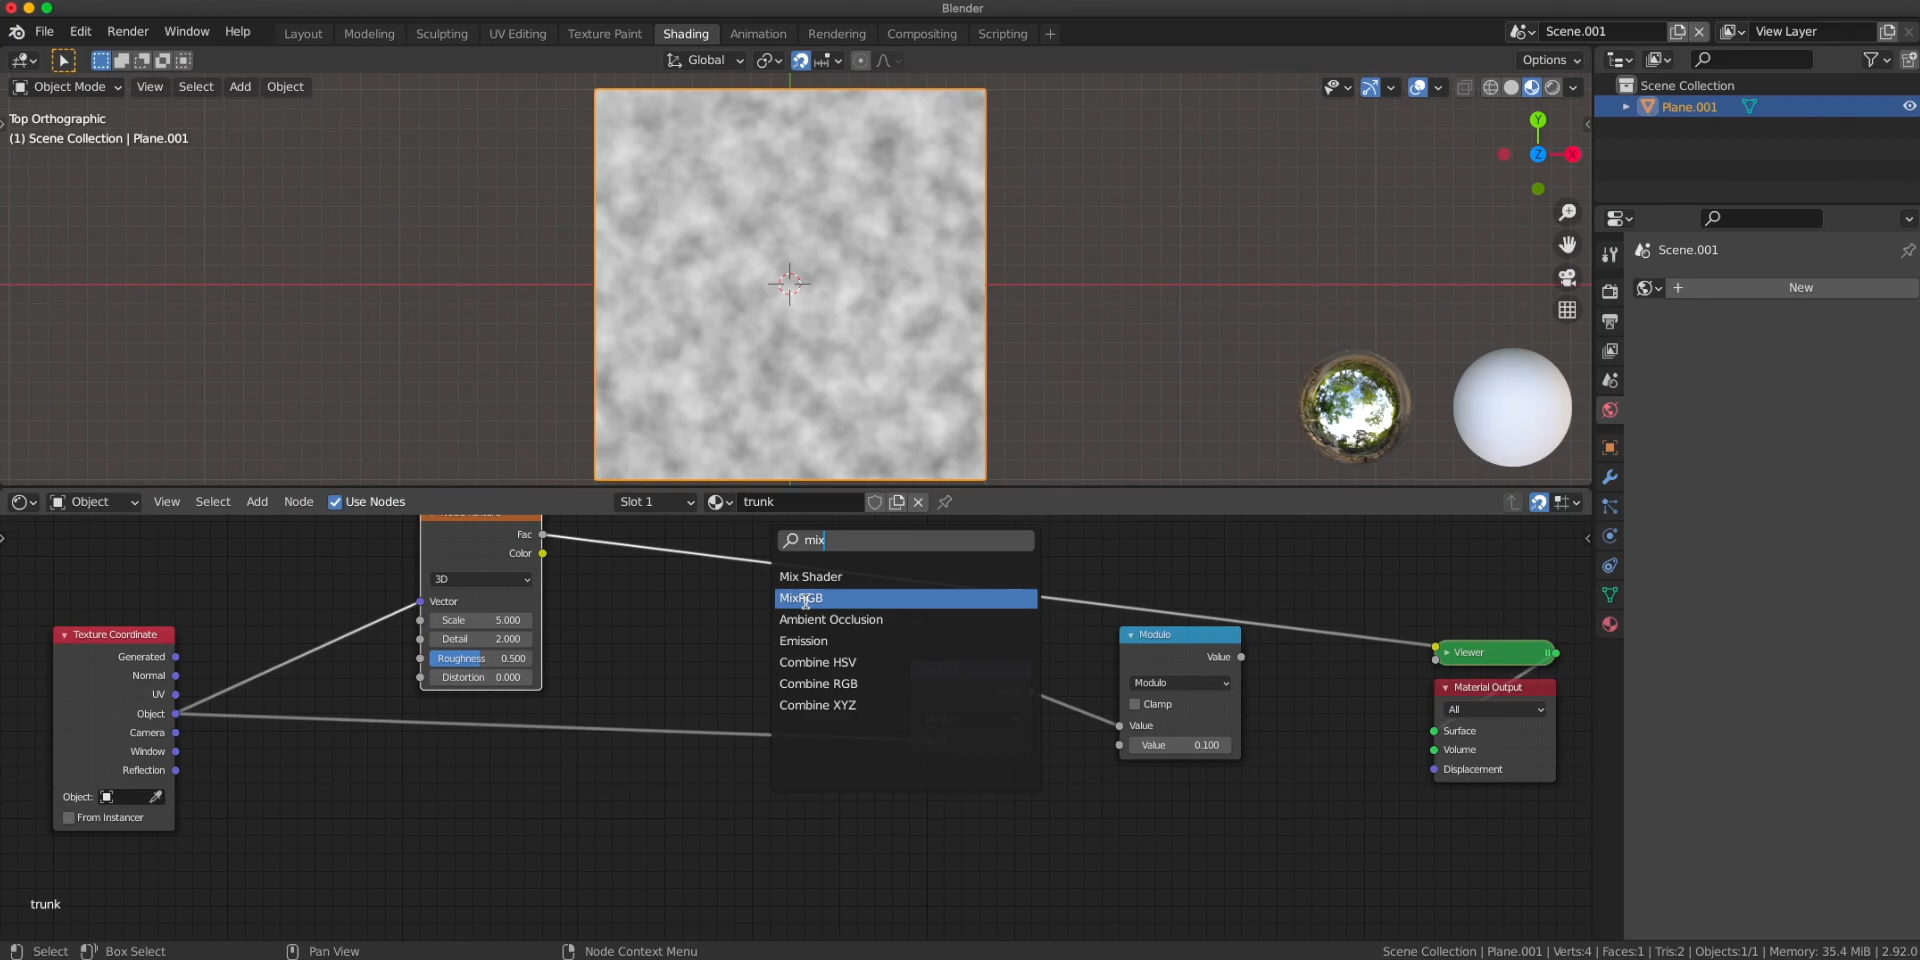 Blender
File Edit Render Window Help
Layout Modeling Sculpting UV Editing Texture Paint Shading Animation Rendering Compositing Scripting
Scene.001
View Layer
Global
Options
Object Mode View Select Add Object
Scene Collection
Plane.001
Top Orthographic
(1) Scene Collection | Plane.001
Y
Z
X
Scene.001
New
Object View Select Add Node Use Nodes
Slot 1
trunk
Noise Texture
Fac
Color
3D
Vector
Scale 5.000
Detail 2.000
Roughness 0.500
Distortion 0.000
Texture Coordinate
Generated
Normal
UV
Object
Camera
Window
Reflection
Object:
From Instancer
mix
Mix Shader
MixRGB
Ambient Occlusion
Emission
Combine HSV
Combine RGB
Combine XYZ
Value
Length
Modulo
Value
Modulo
Clamp
Value
Value 0.100
Viewer
Material Output
All
Surface
Volume
Displacement
trunk
Select Box Select Pan View Node Context Menu
Scene Collection | Plane.001 | Verts:4 | Faces:1 | Tris:2 | Objects:1/1 | Memory: 35.4 MiB | 2.92.0